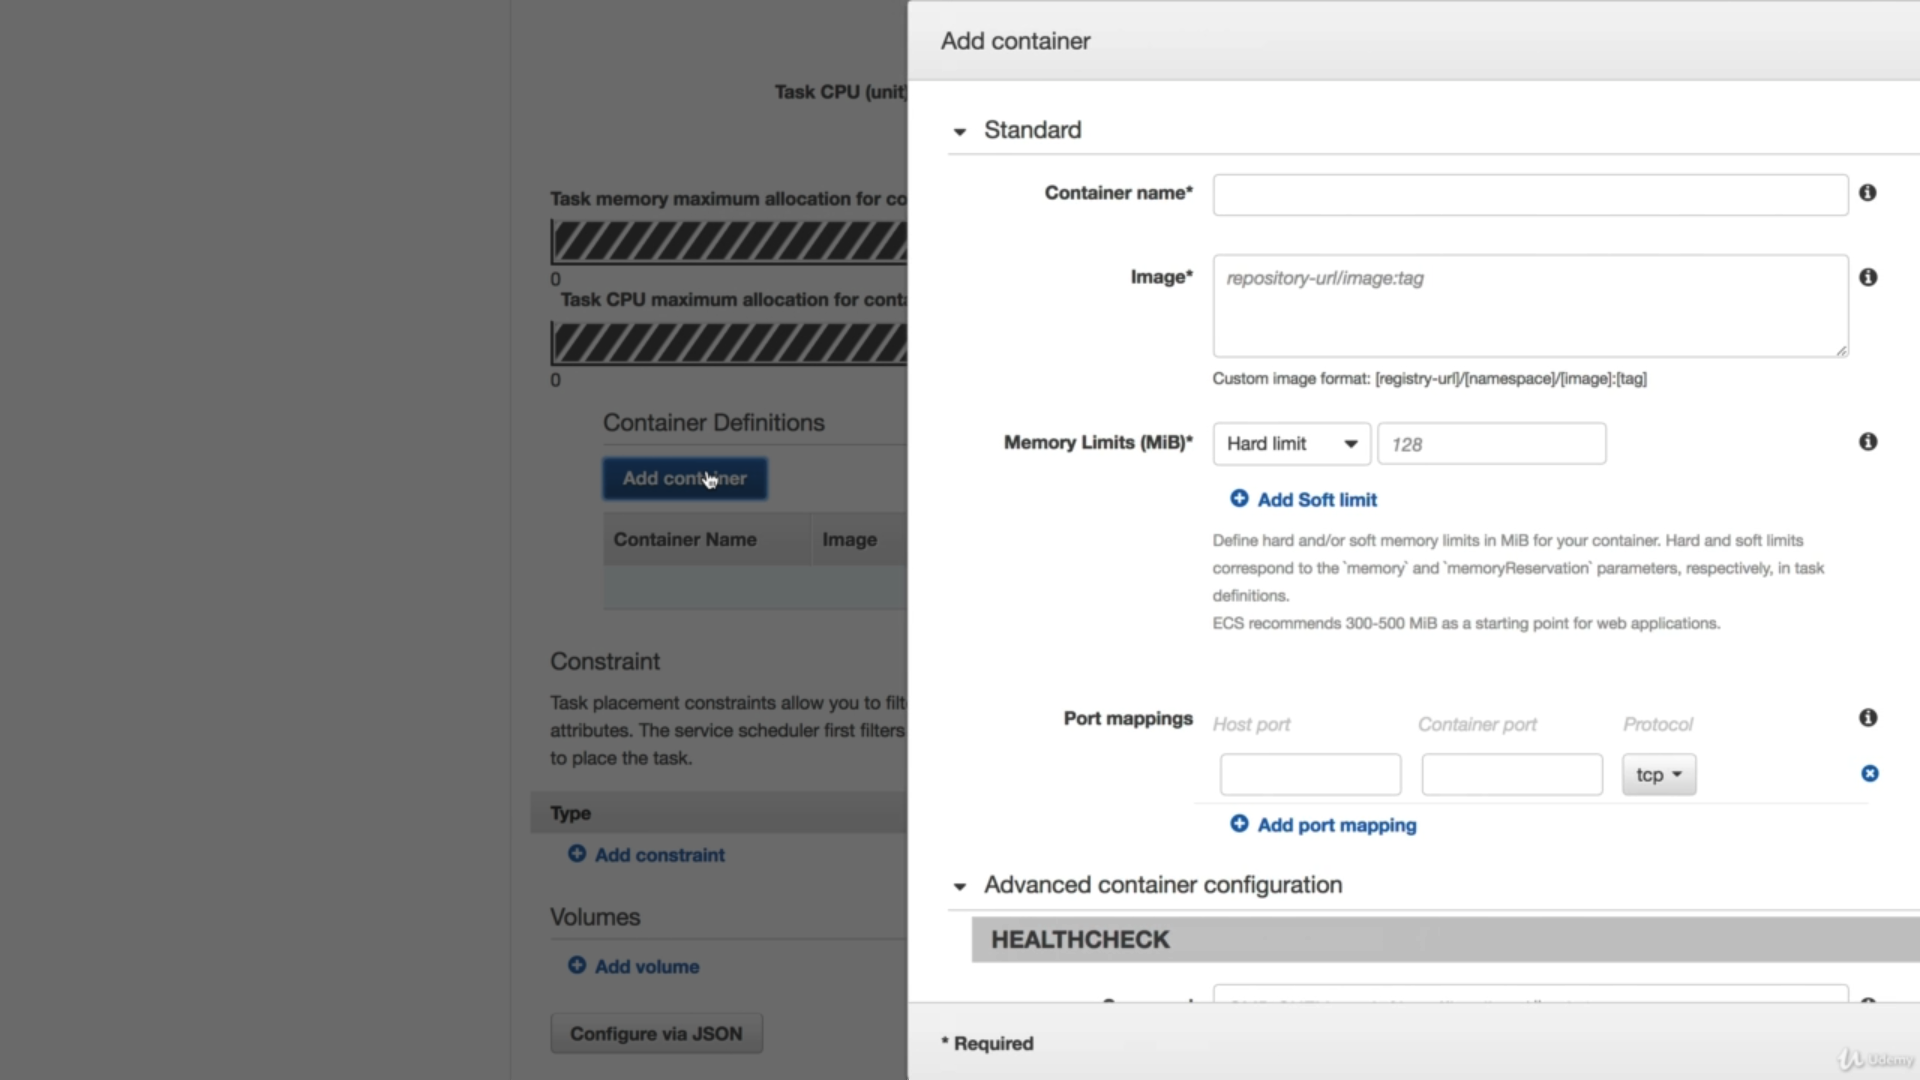 Task CPU (unit)
Task memory maximum allocation for co
0
Task CPU maximum allocation for conta
0
Container Definitions
Add container
Container Name
Image
Constraint
Task placement constraints allow you to filt
attributes. The service scheduler first filters
to place the task.
Type
Add constraint
Volumes
Add volume
Configure via JSON
Add container
Standard
Container name*
Image*
repository-url/image:tag
Custom image format: [registry-url]/[namespace]/[image]:[tag]
Memory Limits (MiB)*
Hard limit
128
Add Soft limit
Define hard and/or soft memory limits in MiB for your container. Hard and soft limits
correspond to the `memory` and `memoryReservation` parameters, respectively, in task
definitions.
ECS recommends 300-500 MiB as a starting point for web applications.
Port mappings
Host port
Container port
Protocol
tcp
Add port mapping
Advanced container configuration
HEALTHCHECK
* Required
Udemy